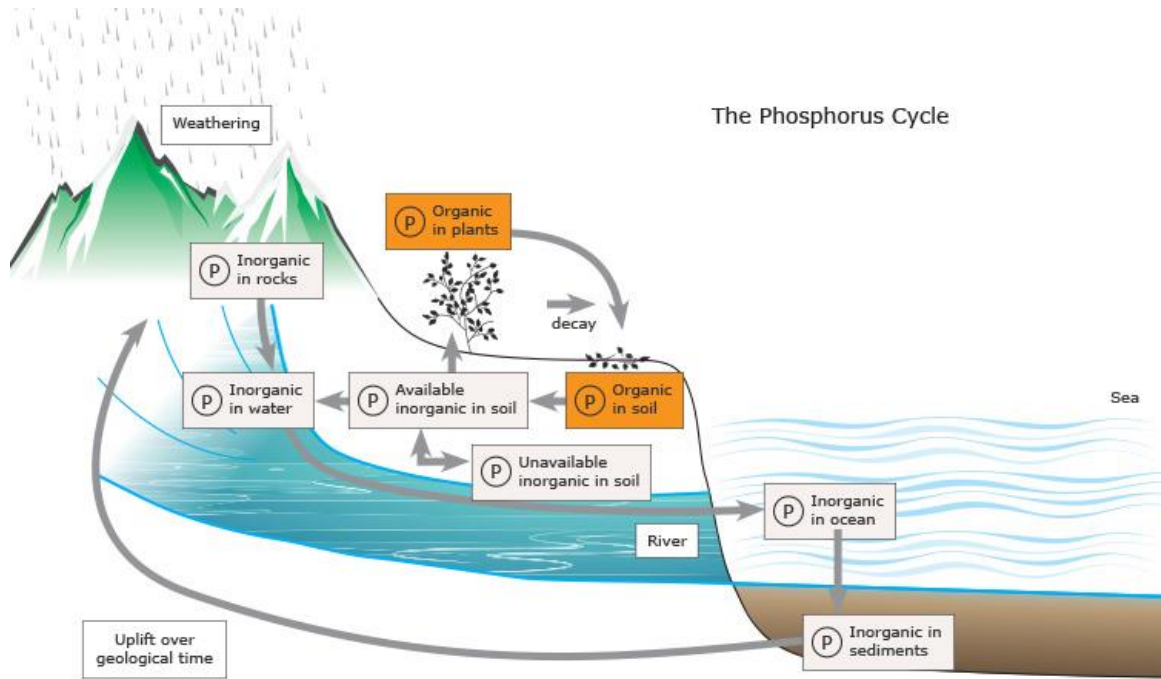 Weathering
The Phosphorus Cycle
P
Organic
in plants
P
Inorganic
in rocks
decay
P
Inorganic
in water
P
Available
inorganic in soil
P
Organic
in soil
Sea
P
Unavailable
inorganic in soil
P
Inorganic
in ocean
River
Uplift over
geological time
P
Inorganic in
sediments